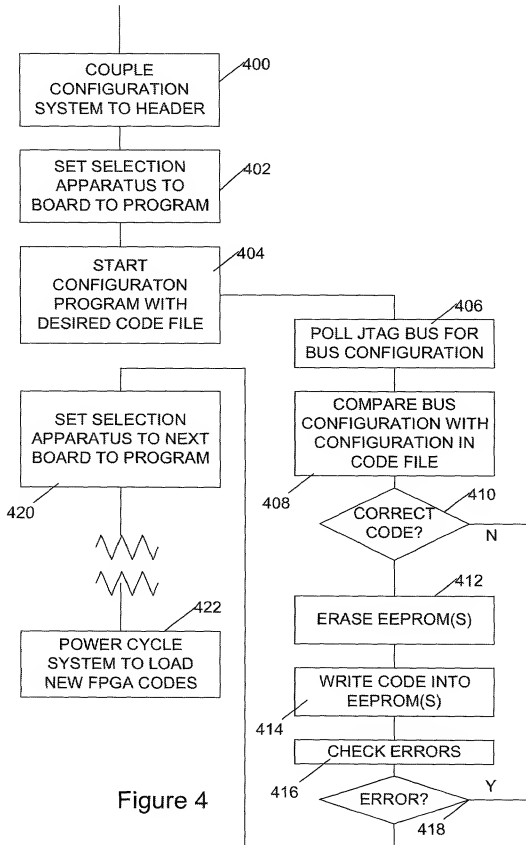 COUPLE
CONFIGURATION
SYSTEM TO HEADER
400
SET SELECTION
APPARATUS TO
BOARD TO PROGRAM
402
START
CONFIGURATON
PROGRAM WITH
DESIRED CODE FILE
404
406
POLL JTAG BUS FOR
BUS CONFIGURATION
COMPARE BUS
CONFIGURATION WITH
CONFIGURATION IN
CODE FILE
408
410
CORRECT
CODE?
N
412
ERASE EEPROM(S)
WRITE CODE INTO
EEPROM(S)
414
CHECK ERRORS
416
ERROR?
Y
418
SET SELECTION
APPARATUS TO NEXT
BOARD TO PROGRAM
420
422
POWER CYCLE
SYSTEM TO LOAD
NEW FPGA CODES
Figure 4